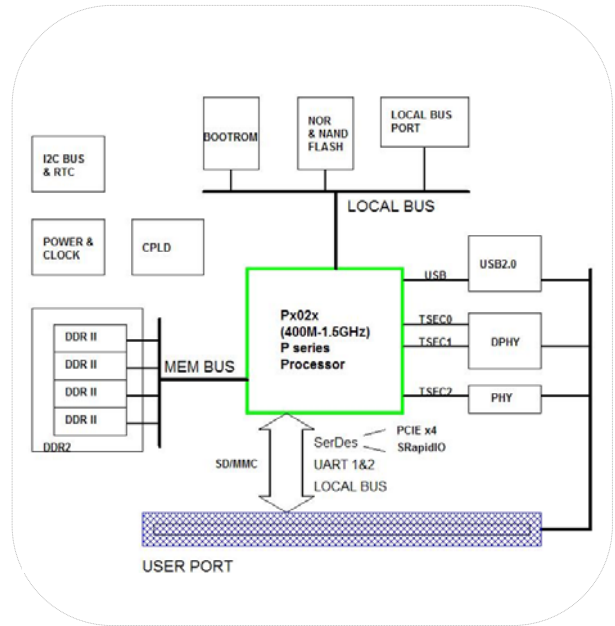 BOOTROM
NOR
& NAND
FLASH
LOCAL BUS
PORT
I2C BUS
& RTC
LOCAL BUS
POWER &
CLOCK
CPLD
USB
USB2.0
Px02x
(400M-1.5GHz)
P series
Processor
TSEC0
TSEC1
DPHY
DDR II
DDR II
DDR II
DDR II
DDR2
MEM BUS
TSEC2
PHY
SD/MMC
SerDes
PCIE x4
SRapidIO
UART 1&2
LOCAL BUS
USER PORT